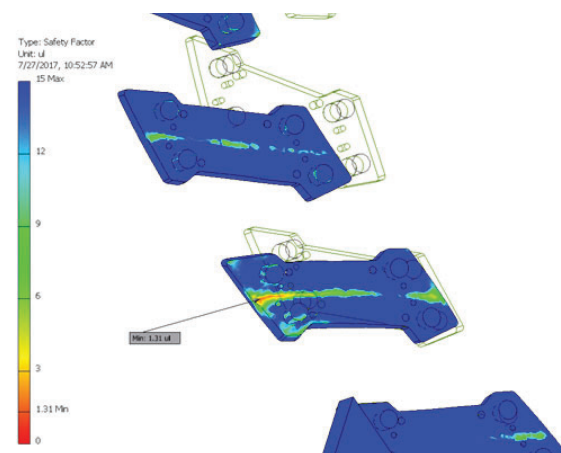 Type: Safety Factor
Unit: ul
7/27/2017, 10:52:57 AM
15 Max
12
9
6
3
1.31 Min
0
Min: 1.31 ul